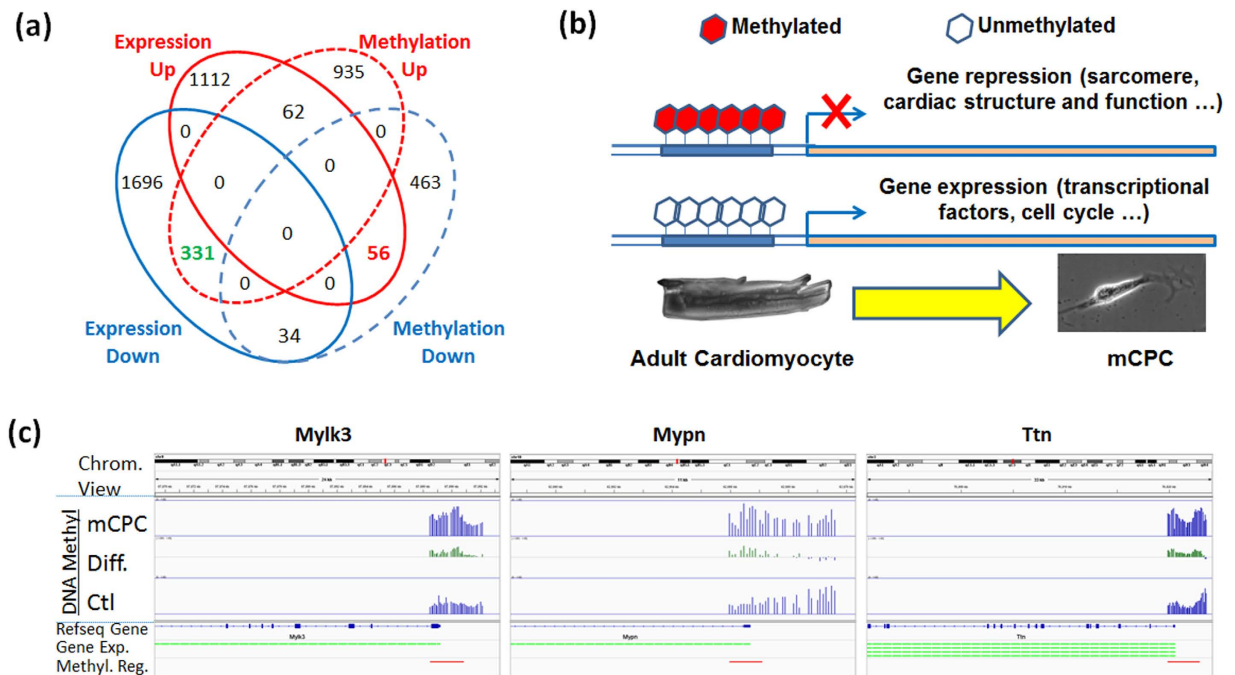 (a)
Expression
Up
Methylation
Up
1112
935
62
0
0
0
1696
0
463
0
331
56
0
0
34
Expression
Down
Methylation
Down
(b)
Methylated
Unmethylated
Gene repression (sarcomere,
cardiac structure and function ...)
Gene expression (transcriptional
factors, cell cycle ...)
Adult Cardiomyocyte
mCPC
(c)
Mylk3
Mypn
Ttn
Chrom.
View
DNA Methyl
mCPC
Diff.
Ctl
Refseq Gene
Gene Exp.
Methyl. Reg.
Mylk3
Mypn
Ttn